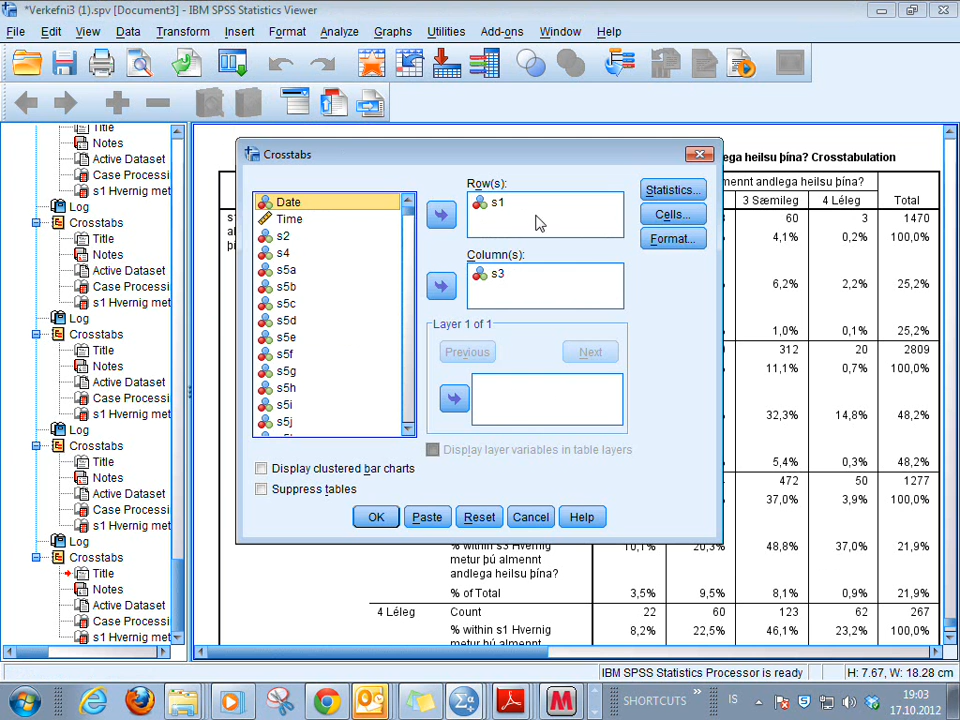 *Verkefni3 (1).spv [Document3] - IBM SPSS Statistics Viewer
File Edit View Data Transform Insert Format Analyze Graphs Utilities Add-ons Window Help
Title
Notes
Active Dataset
Case Processi
s1 Hvernig met
Log
Crosstabs
Title
Notes
Active Dataset
Case Processi
s1 Hvernig met
Log
Crosstabs
Title
Notes
Active Dataset
Case Processi
s1 Hvernig met
Log
Crosstabs
Title
Notes
Active Dataset
Case Processi
s1 Hvernig met
Log
Crosstabs
Title
Notes
Active Dataset
Case Processi
s1 Hvernig met
Crosstabs
Date
Time
s2
s4
s5a
s5b
s5c
s5d
s5e
s5f
s5g
s5h
s5i
s5j
Row(s):
s1
Column(s):
s3
Layer 1 of 1
Previous Next
Display layer variables in table layers
Statistics...
Cells...
Format...
Display clustered bar charts
Suppress tables
OK Paste Reset Cancel Help
ega heilsu þína? Crosstabulation
mennt andlega heilsu þína?
3 Sæmileg 4 Léleg Total
60 3 1470
4,1% 0,2% 100,0%
6,2% 2,2% 25,2%
1,0% 0,1% 25,2%
312 20 2809
11,1% 0,7% 100,0%
32,3% 14,8% 48,2%
5,4% 0,3% 48,2%
472 50 1277
37,0% 3,9% 100,0%
% within s3 Hvernig 10,1% 20,3% 48,8% 37,0% 21,9%
metur þú almennt
andlega heilsu þína?
% of Total 3,5% 9,5% 8,1% 0,9% 21,9%
4 Léleg Count 22 60 123 62 267
% within s1 Hvernig 8,2% 22,5% 46,1% 23,2% 100,0%
metur þú almennt
IBM SPSS Statistics Processor is ready H: 7.67, W: 18.28 cm
SHORTCUTS IS 19:03
17.10.2012